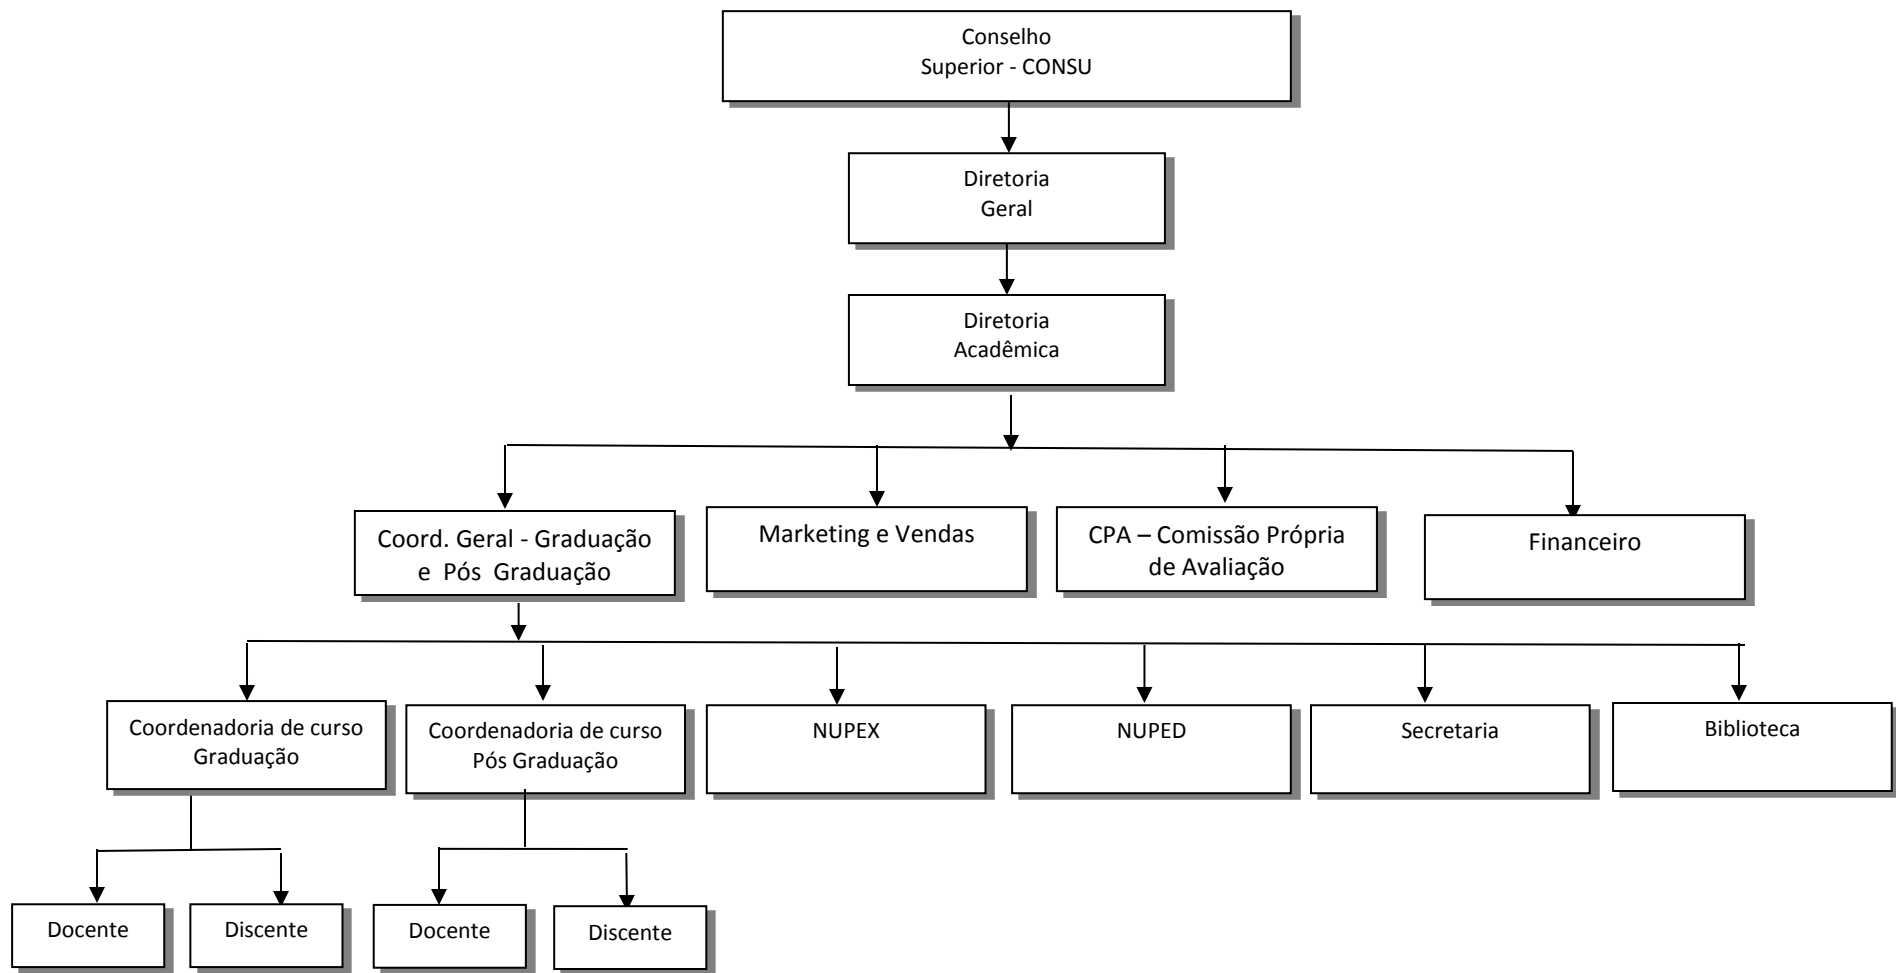 Conselho
Superior - CONSU
Diretoria
Geral
Diretoria
Acadêmica
Coord. Geral - Graduação
e Pós Graduação
Marketing e Vendas
CPA – Comissão Própria
de Avaliação
Financeiro
Coordenadoria de curso
Graduação
Coordenadoria de curso
Pós Graduação
NUPEX
NUPED
Secretaria
Biblioteca
Docente
Discente
Docente
Discente